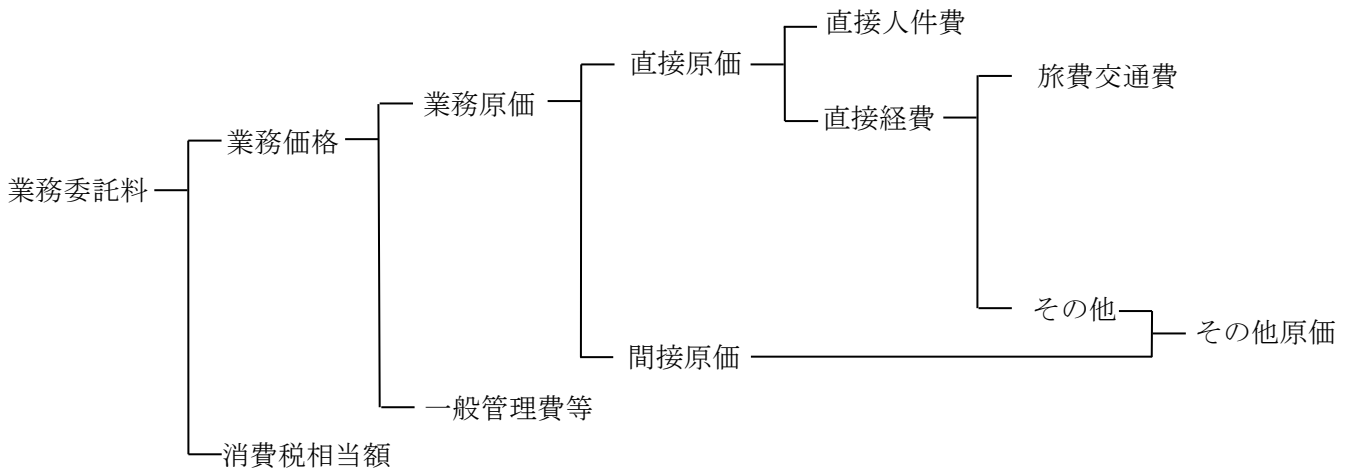 直接人件費
直接原価
旅費交通費
業務原価
直接経費
業務価格
業務委託料
その他
その他原価
間接原価
一般管理費等
消費税相当額